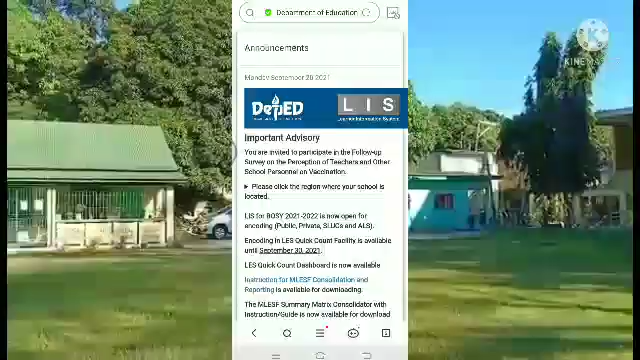 Department of Education
KINEMASTER
Announcements
Monday September 20 2021
DepED
LIS
Learner Information System
Important Advisory
You are invited to participate in the Follow-up
Survey on the Perception of Teachers and Other
School Personnel on Vaccination.
Please click the region where your school is
located.
LIS for BOSY 2021-2022 is now open for
encoding (Public, Private, SLUCs and ALS).
Encoding in LES Quick Count Facility is available
until September 30, 2021.
LES Quick Count Dashboard is now available
Instruction for MLESF Consolidation and
Reporting is available for downloading.
The MLESF Summary Matrix Consolidator with
Instruction/Guide is now available for download